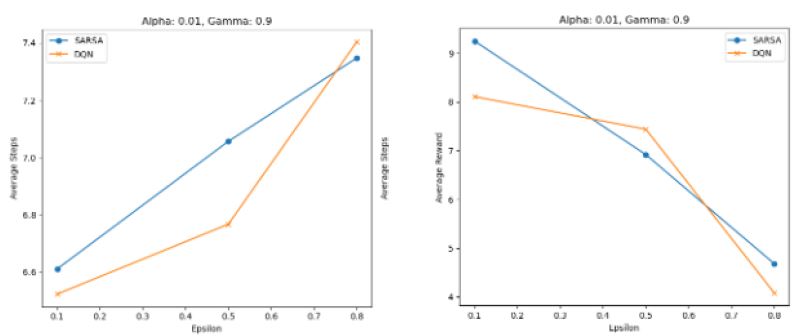 Alpha: 0.01, Gamma: 0.9
SARSA
DQN
7.4
7.2
7.0
6.8
6.6
Average Steps
0.1
0.2
0.3
0.4
0.5
0.6
0.7
0.8
Epsilon
Average Steps
Alpha: 0.01, Gamma: 0.9
SARSA
DQN
9
8
7
6
5
4
Average Reward
0.1
0.2
0.3
0.4
0.5
0.6
0.7
0.8
Lpsilon